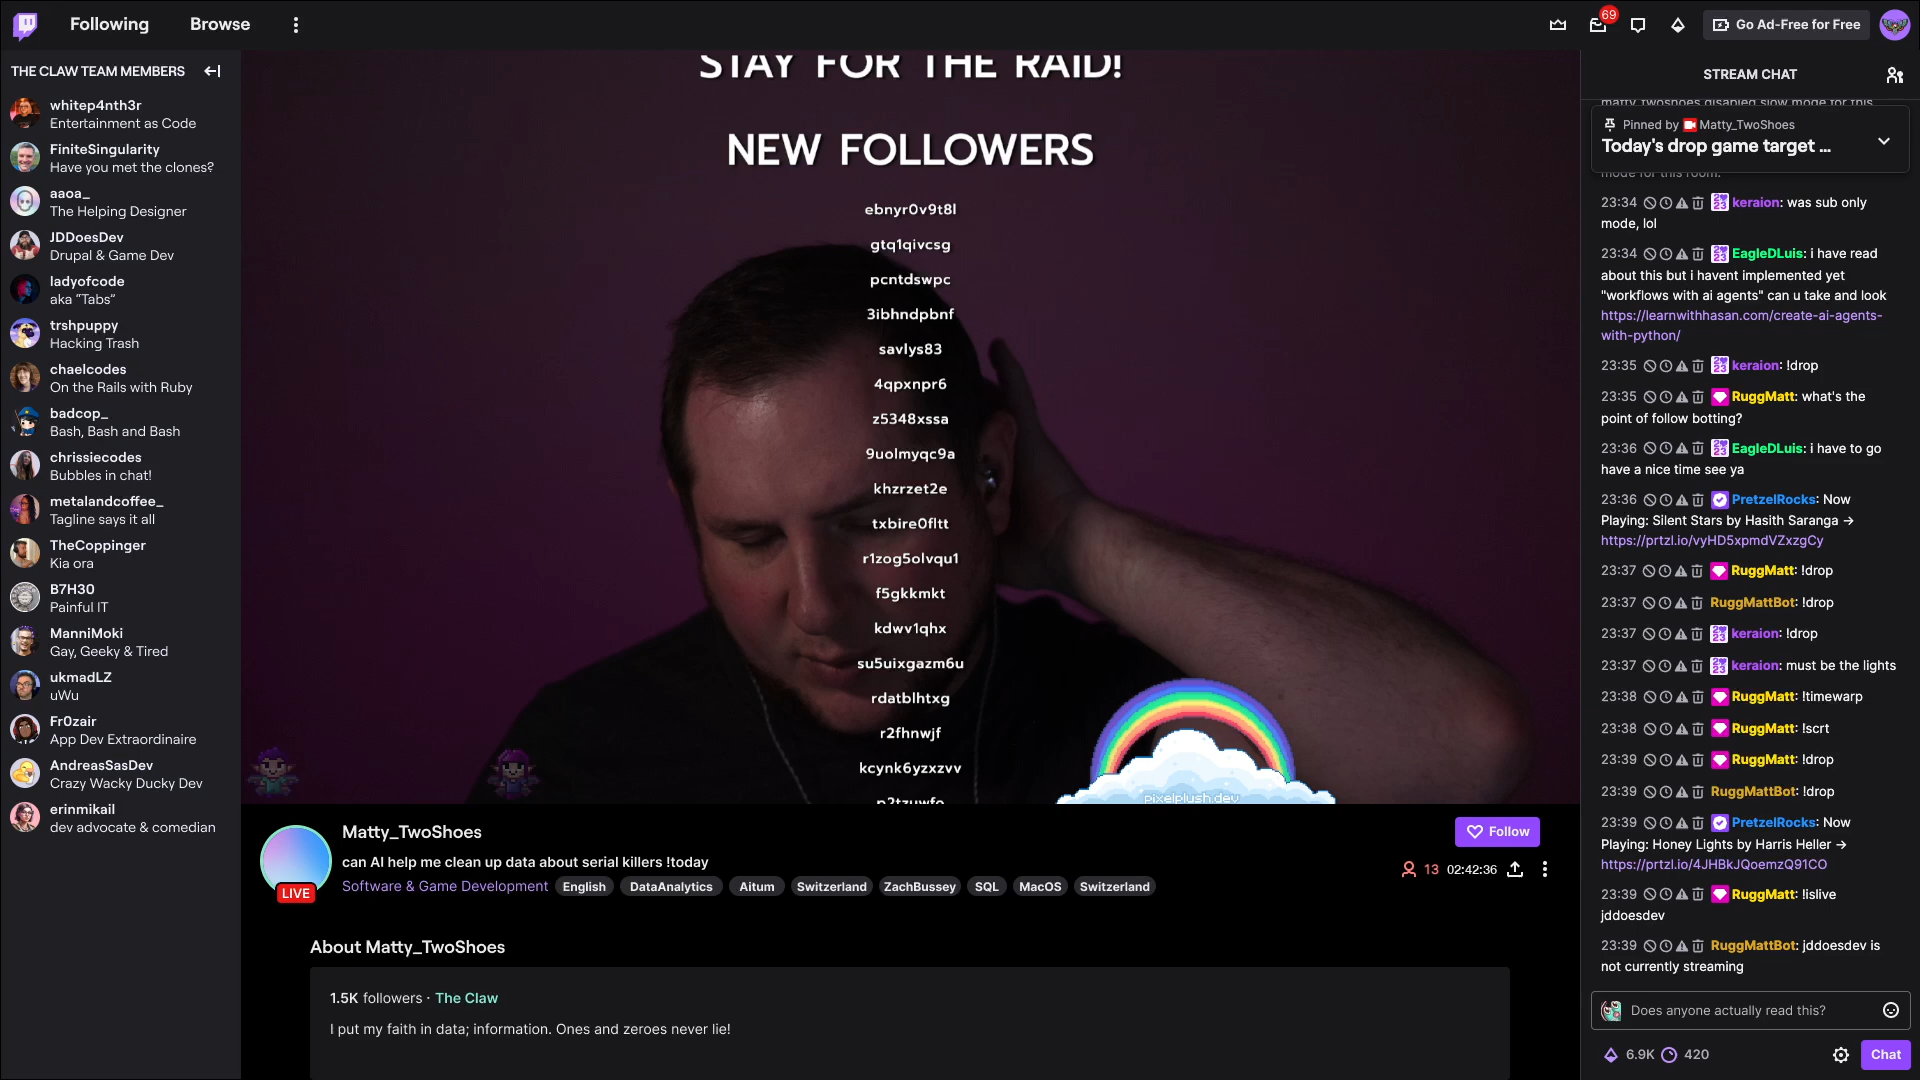 Following
Browse
69
Go Ad-Free for Free
THE CLAW TEAM MEMBERS
whitep4nth3r
Entertainment as Code
FiniteSingularity
Have you met the clones?
aaoa_
The Helping Designer
JDDoesDev
Drupal & Game Dev
ladyofcode
aka "Tabs"
trshpuppy
Hacking Trash
chaelcodes
On the Rails with Ruby
badcop_
Bash, Bash and Bash
chrissiecodes
Bubbles in chat!
metalandcoffee_
Tagline says it all
TheCoppinger
Kia ora
B7H30
Painful IT
ManniMoki
Gay, Geeky & Tired
ukmadLZ
uWu
Fr0zair
App Dev Extraordinaire
AndreasSasDev
Crazy Wacky Ducky Dev
erinmikail
dev advocate & comedian
STAY FOR THE RAID!
NEW FOLLOWERS
ebnyr0v9t8l
gtq1qivcsg
pcntdswpc
3ibhndpbnf
savlys83
4qpxnpr6
z5348xssa
9uolmyqc9a
khzrzet2e
txbire0fltt
r1zog5olvqu1
f5gkkmkt
kdwv1qhx
su5uixgazm6u
rdatblhtxg
r2fhnwjf
kcynk6yzxzvv
pixelplush.dev
Matty_TwoShoes
Follow
can AI help me clean up data about serial killers !today
13 02:42:36
LIVE
Software & Game Development English DataAnalytics Aitum Switzerland ZachBussey SQL MacOS Switzerland
About Matty_TwoShoes
1.5K followers · The Claw
I put my faith in data; information. Ones and zeroes never lie!
STREAM CHAT
matty_twoshoes disabled slow mode for this
Pinned by Matty_TwoShoes
Today's drop game target ...
mode for this room.
23:34 keraion: was sub only
mode, lol
23:34 EagleDLuis: i have read
about this but i havent implemented yet
"workflows with ai agents" can u take and look
https://learnwithhasan.com/create-ai-agents-
with-python/
23:35 keraion: !drop
23:35 RuggMatt: what's the
point of follow botting?
23:36 EagleDLuis: i have to go
have a nice time see ya
23:36 PretzelRocks: Now
Playing: Silent Stars by Hasith Saranga →
https://prtzl.io/vyHD5xpmdVZxzgCy
23:37 RuggMatt: !drop
23:37 RuggMattBot: !drop
23:37 keraion: !drop
23:37 keraion: must be the lights
23:38 RuggMatt: !timewarp
23:38 RuggMatt: !scrt
23:39 RuggMatt: !drop
23:39 RuggMattBot: !drop
23:39 PretzelRocks: Now
Playing: Honey Lights by Harris Heller →
https://prtzl.io/4JHBkJQoemzQ91CO
23:39 RuggMatt: !islive
jddoesdev
23:39 RuggMattBot: jddoesdev is
not currently streaming
Does anyone actually read this?
6.9K 420
Chat